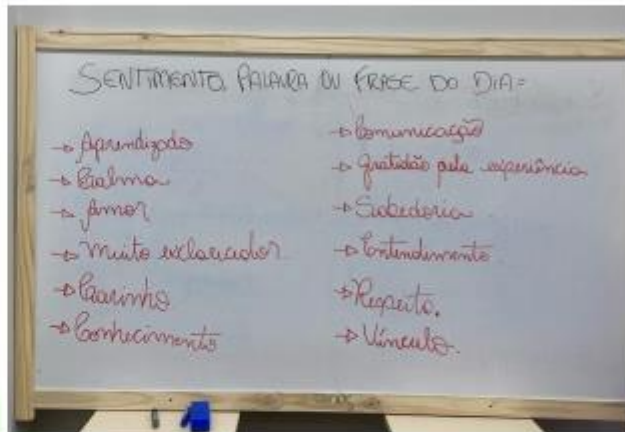 SENTIMENTO, PALAVRA OU FRASE DO DIA=
→ Aprendizado
→ Calma
→ Amor
→ Muito esclarecedor
→ Carinho
→ Conhecimento
→ Comunicação
→ Gratidão pela experiência
→ Sabedoria
→ Entendimento
→ Respeito.
→ Vínculo.